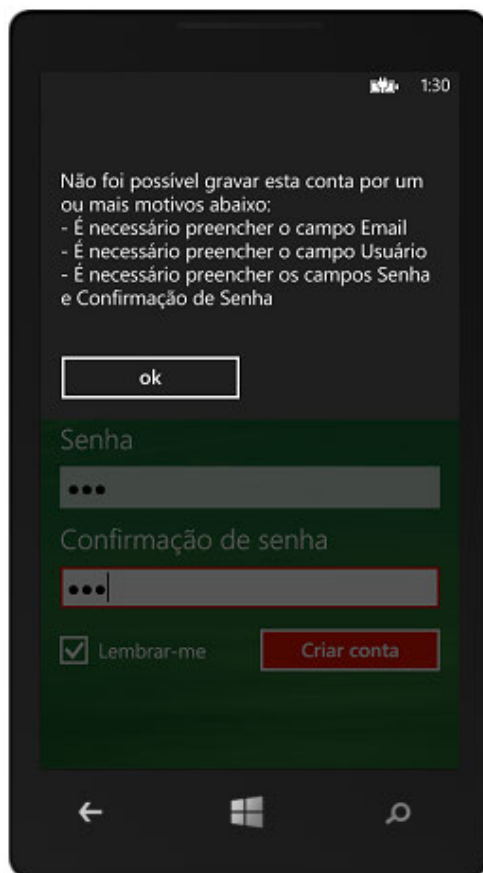 1:30
Não foi possível gravar esta conta por um
ou mais motivos abaixo:
- É necessário preencher o campo Email
- É necessário preencher o campo Usuário
- É necessário preencher os campos Senha
e Confirmação de Senha
ok
Senha
Confirmação de senha
Lembrar-me
Criar conta